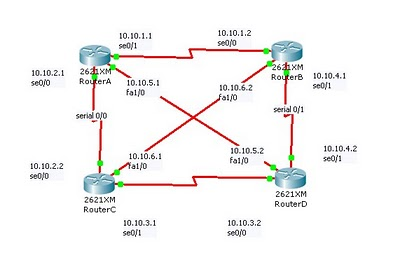 10.10.1.1
se0/1
10.10.1.2
se0/0
2621XM
RouterA
2621XM
RouterB
10.10.2.1
se0/0
10.10.5.1
fa1/0
10.10.6.2
fa1/0
10.10.4.1
se0/1
serial 0/0
serial 0/1
10.10.2.2
se0/0
10.10.6.1
fa1/0
10.10.5.2
fa1/0
10.10.4.2
se0/1
2621XM
RouterC
2621XM
RouterD
10.10.3.1
se0/1
10.10.3.2
se0/0